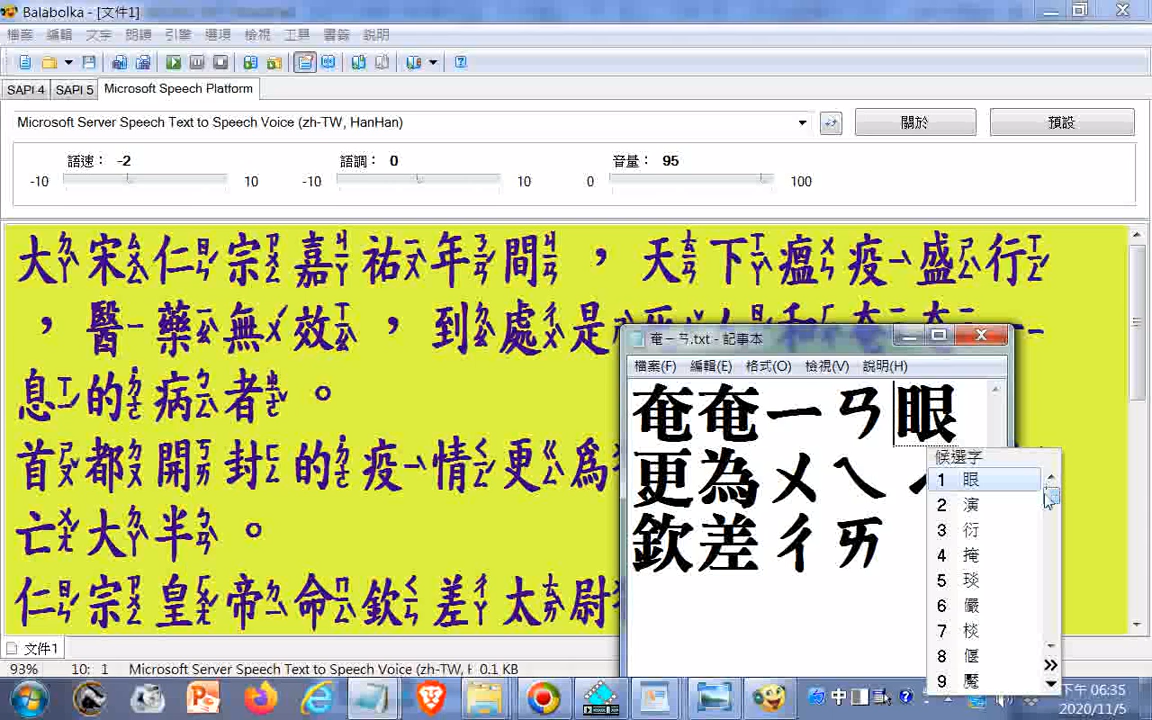 Balabolka - [文件1]
檔案 編輯 文字 朗讀 引擎 選項 檢視 工具 書籤 說明
SAPI 4 SAPI 5 Microsoft Speech Platform
Microsoft Server Speech Text to Speech Voice (zh-TW, HanHan) 關於 預設
語速： -2 語調： 0 音量： 95
-10 10 -10 10 0 100
大宋仁宗嘉祐年間，天下瘟疫盛行
，醫藥無效，到處是
息的病者。
首都開封的疫情更為
亡大半。
仁宗皇帝命欽差太尉
奄ㄧㄢ.txt - 記事本
檔案(F) 編輯(E) 格式(O) 檢視(V) 說明(H)
奄奄ㄧㄢ眼
更為ㄨㄟ
欽差ㄔㄞ
候選字
1 眼
2 演
3 衍
4 掩
5 琰
6 儼
7 棪
8 偃
9 魘
文件1
93% 10: 1 Microsoft Server Speech Text to Speech Voice (zh-TW, HanHan) 0.1 KB
中
下午 06:35
2020/11/5